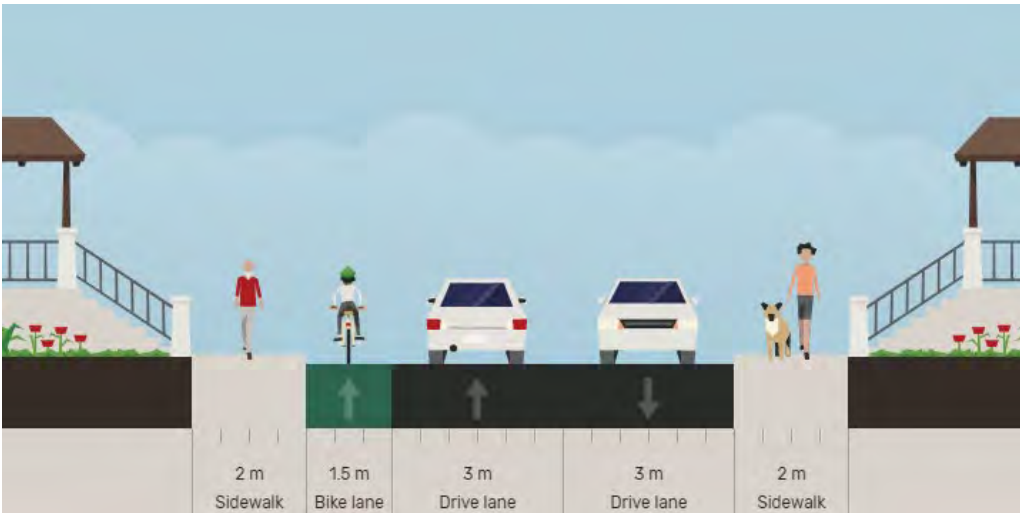 2 m
Sidewalk
1.5 m
Bike lane
3 m
Drive lane
3 m
Drive lane
2 m
Sidewalk